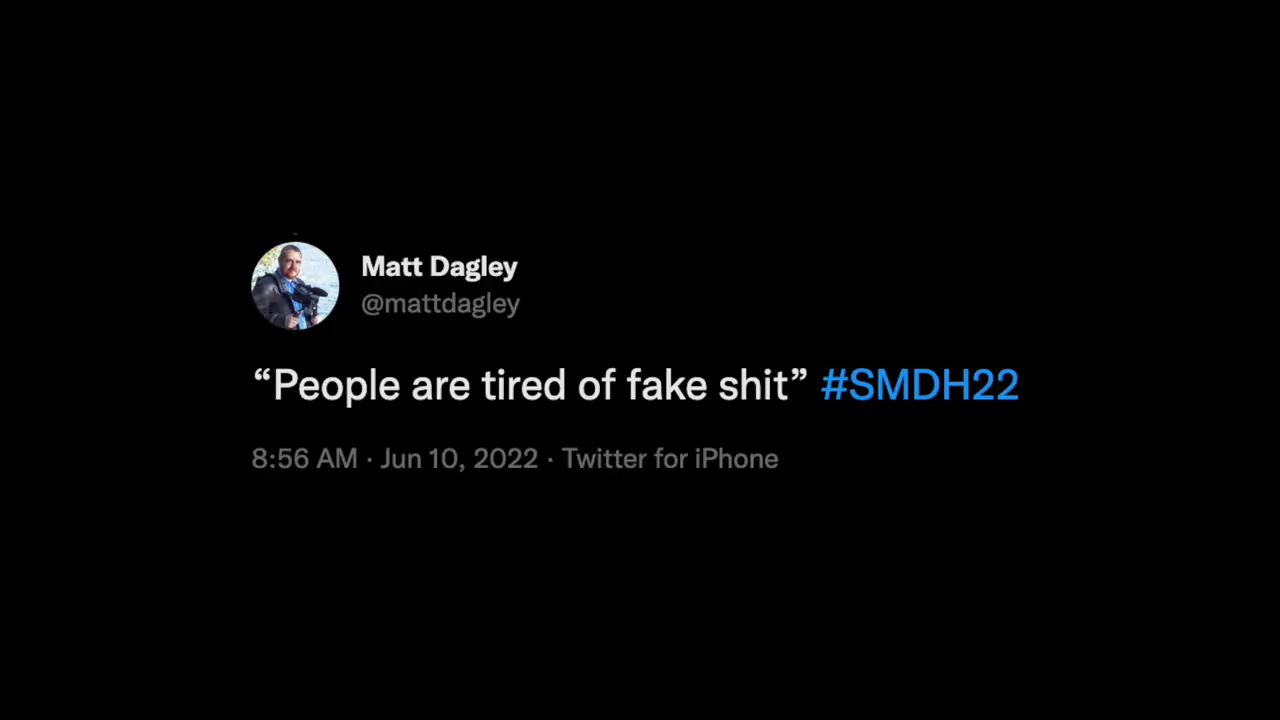 Matt Dagley
@mattdagley
“People are tired of fake shit” #SMDH22
8:56 AM · Jun 10, 2022 · Twitter for iPhone